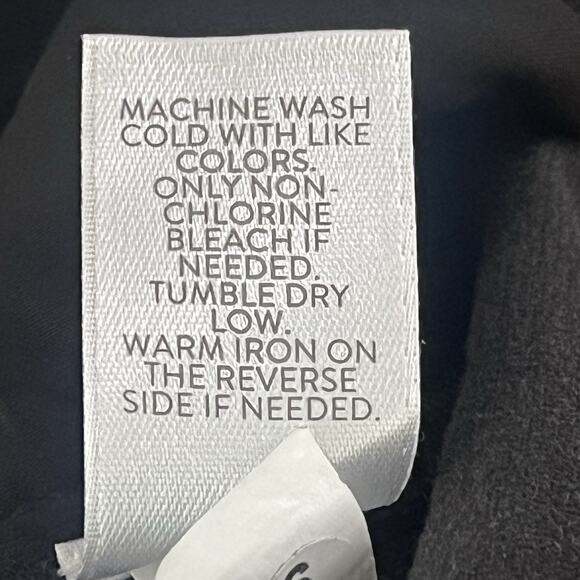 MACHINE WASH
COLD WITH LIKE
COLORS.
ONLY NON-
CHLORINE
BLEACH IF
NEEDED.
TUMBLE DRY
LOW.
WARM IRON ON
THE REVERSE
SIDE IF NEEDED.